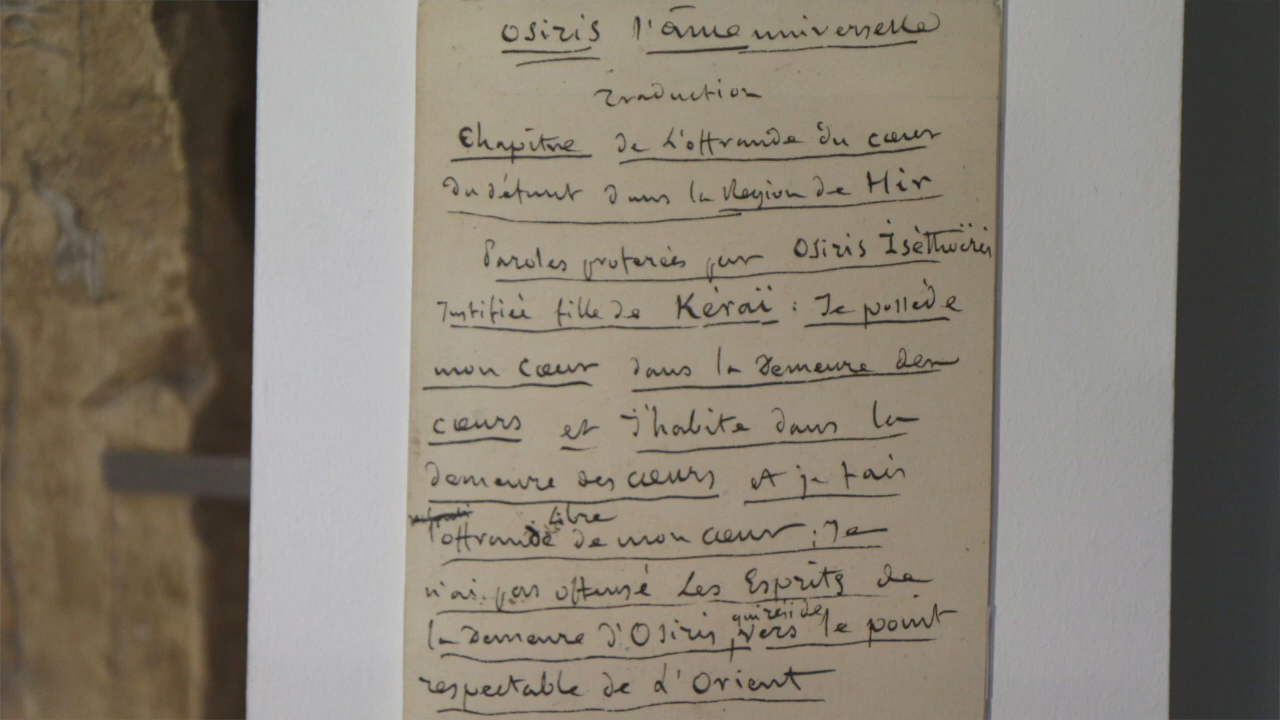 Osiris l'âme universelle
Traduction
Chapitre de L'offrande du cœur
du défunt dans la Région de Hir
Paroles proferées par Osiris Isèthwëris
Justifiée fille de Kéraï : Je possède
mon cœur dans la Demeure des
cœurs et J'habite dans la
demeure des cœurs et je fais
Libre
l'offrande de mon cœur ; Je
n'ai pas offensé Les Esprits de
qui réside
la Demeure d'Osiris, vers le point
respectable de L'Orient